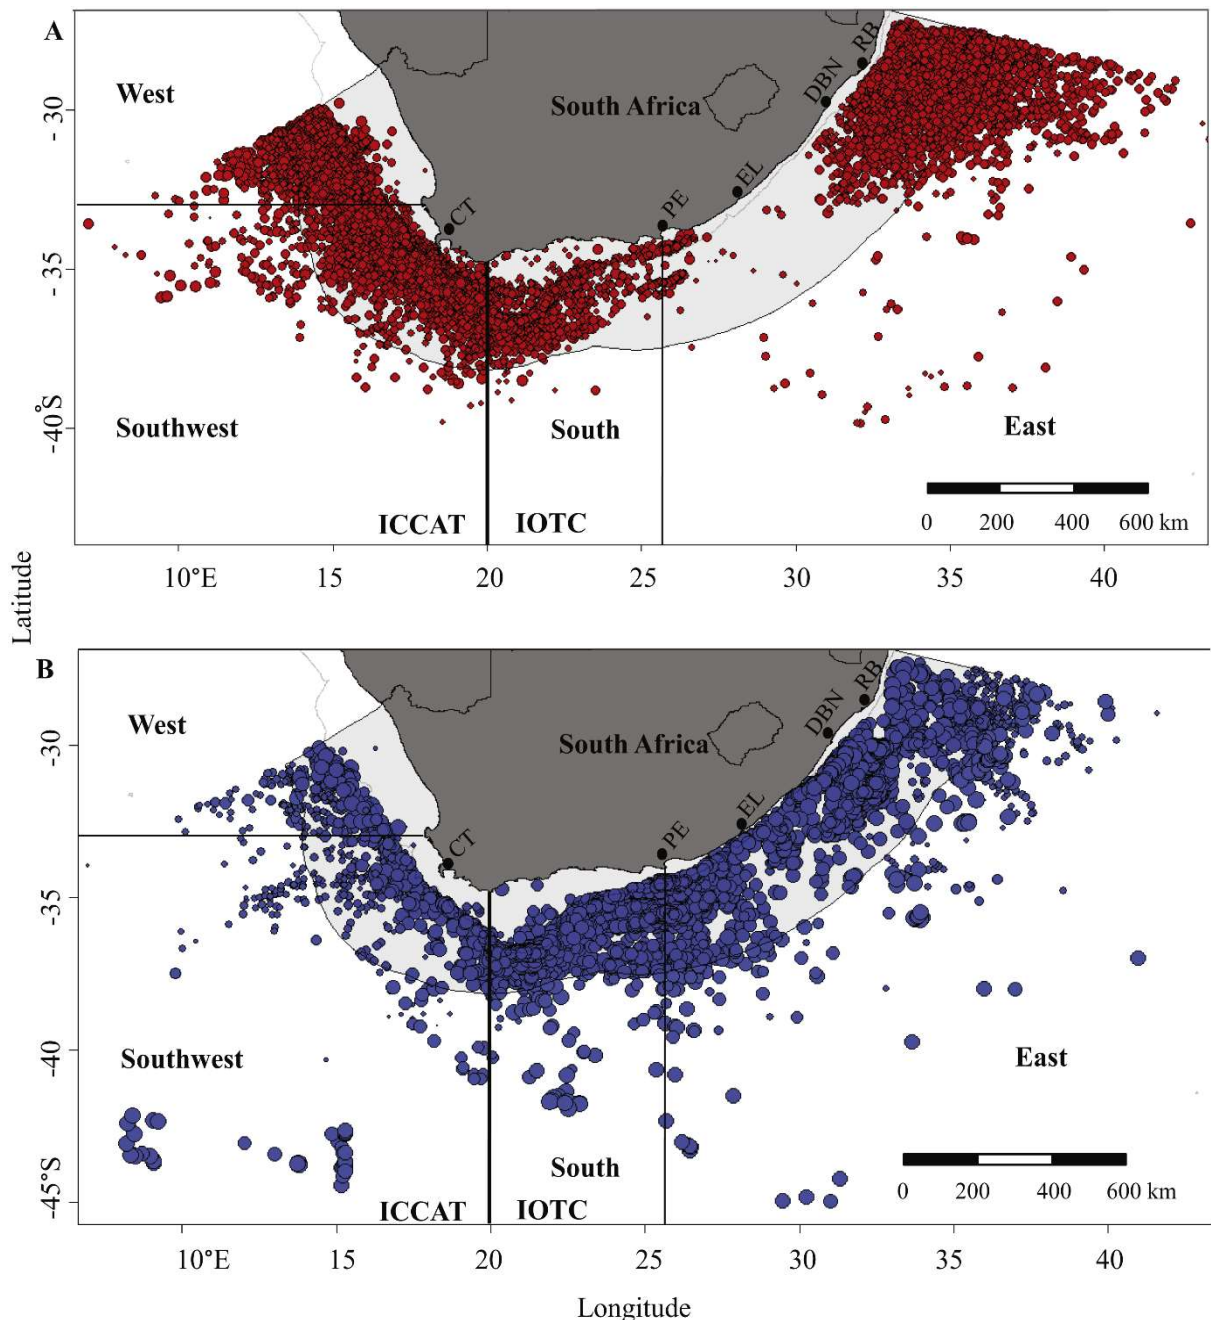 A
West
South Africa
RB
DBN
EL
PE
CT
- 30
-35
-40°S
Southwest
South
East
ICCAT
IOTC
0 200 400 600 km
10°E 15 20 25 30 35 40
Latitude
B
West
South Africa
RB
DBN
EL
PE
CT
-30
-35
-40
-45°S
Southwest
South
East
ICCAT
IOTC
0 200 400 600 km
10°E 15 20 25 30 35 40
Longitude